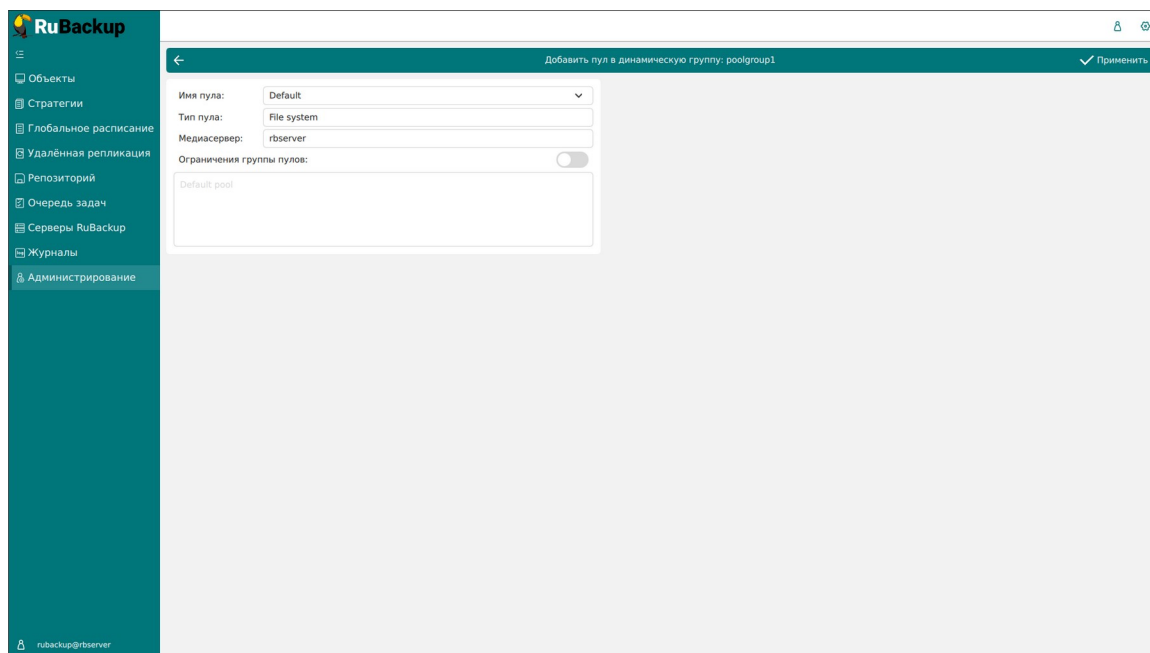 RuBackup
Объекты
Стратегии
Глобальное расписание
Удалённая репликация
Репозиторий
Очередь задач
Серверы RuBackup
Журналы
Администрирование
rubackup@rbserver
Добавить пул в динамическую группу: poolgroup1
Применить
Имя пула: Default
Тип пула: File system
Медиасервер: rbserver
Ограничения группы пулов:
Default pool